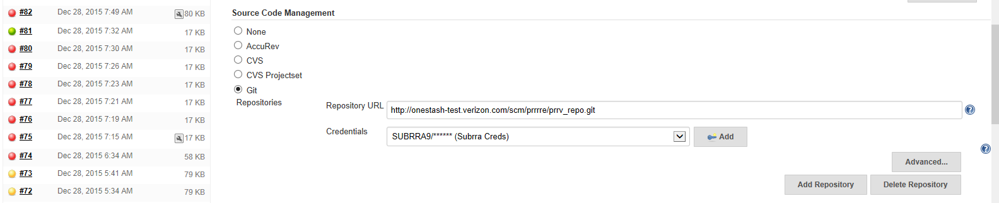 #82 Dec 28, 2015 7:49 AM 80 KB
#81 Dec 28, 2015 7:32 AM 17 KB
#80 Dec 28, 2015 7:30 AM 17 KB
#79 Dec 28, 2015 7:26 AM 17 KB
#78 Dec 28, 2015 7:23 AM 17 KB
#77 Dec 28, 2015 7:21 AM 17 KB
#76 Dec 28, 2015 7:19 AM 17 KB
#75 Dec 28, 2015 7:15 AM 17 KB
#74 Dec 28, 2015 6:34 AM 58 KB
#73 Dec 28, 2015 5:41 AM 79 KB
#72 Dec 28, 2015 5:34 AM 79 KB
Source Code Management
None
AccuRev
CVS
CVS Projectset
Git
Repositories
Repository URL http://onestash-test.verizon.com/scm/prrrre/prrv_repo.git ?
Credentials SUBRRA9/****** (Subrra Creds) Add
?
Advanced...
Add Repository Delete Repository